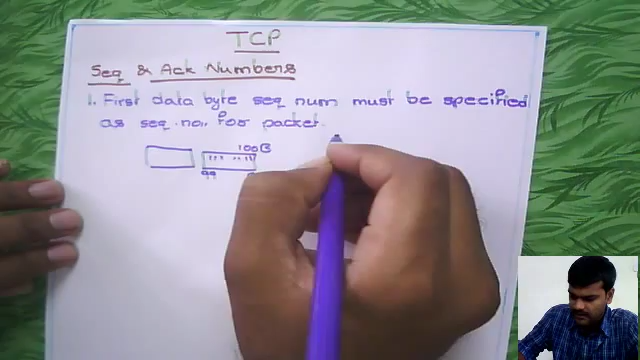 TCP
Seq & Ack Numbers
1. First data byte seq num must be specified
as seq.no. for packet.
100B